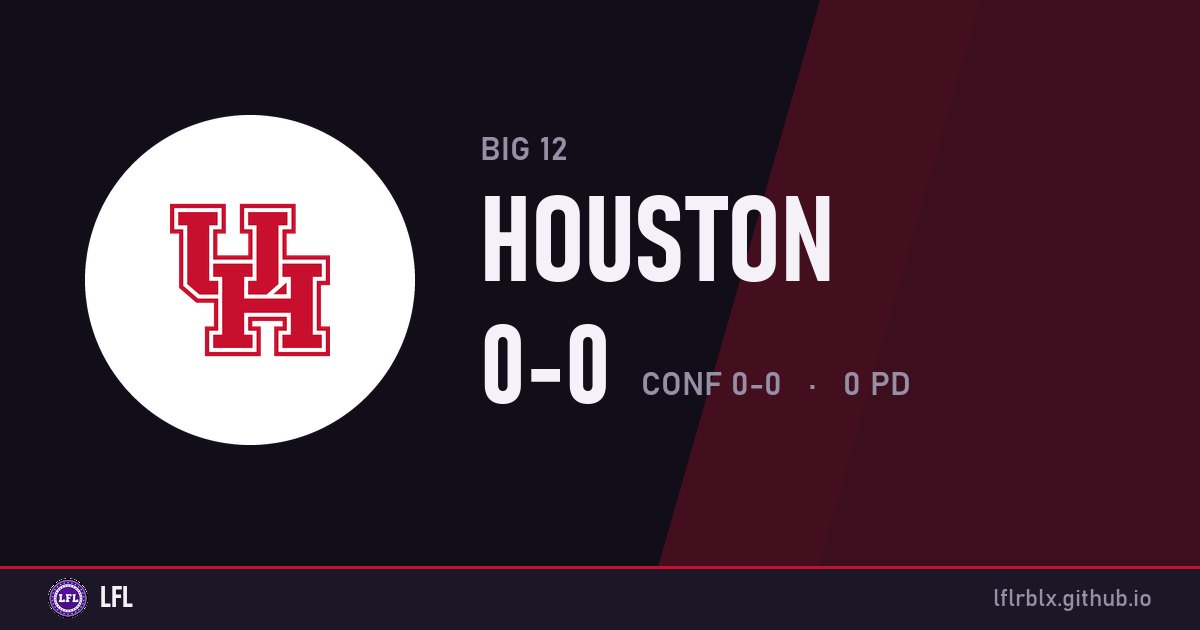 UH
BIG 12
HOUSTON
0-0 CONF 0-0 · 0 PD
LFL LFL
lflrblx.github.io